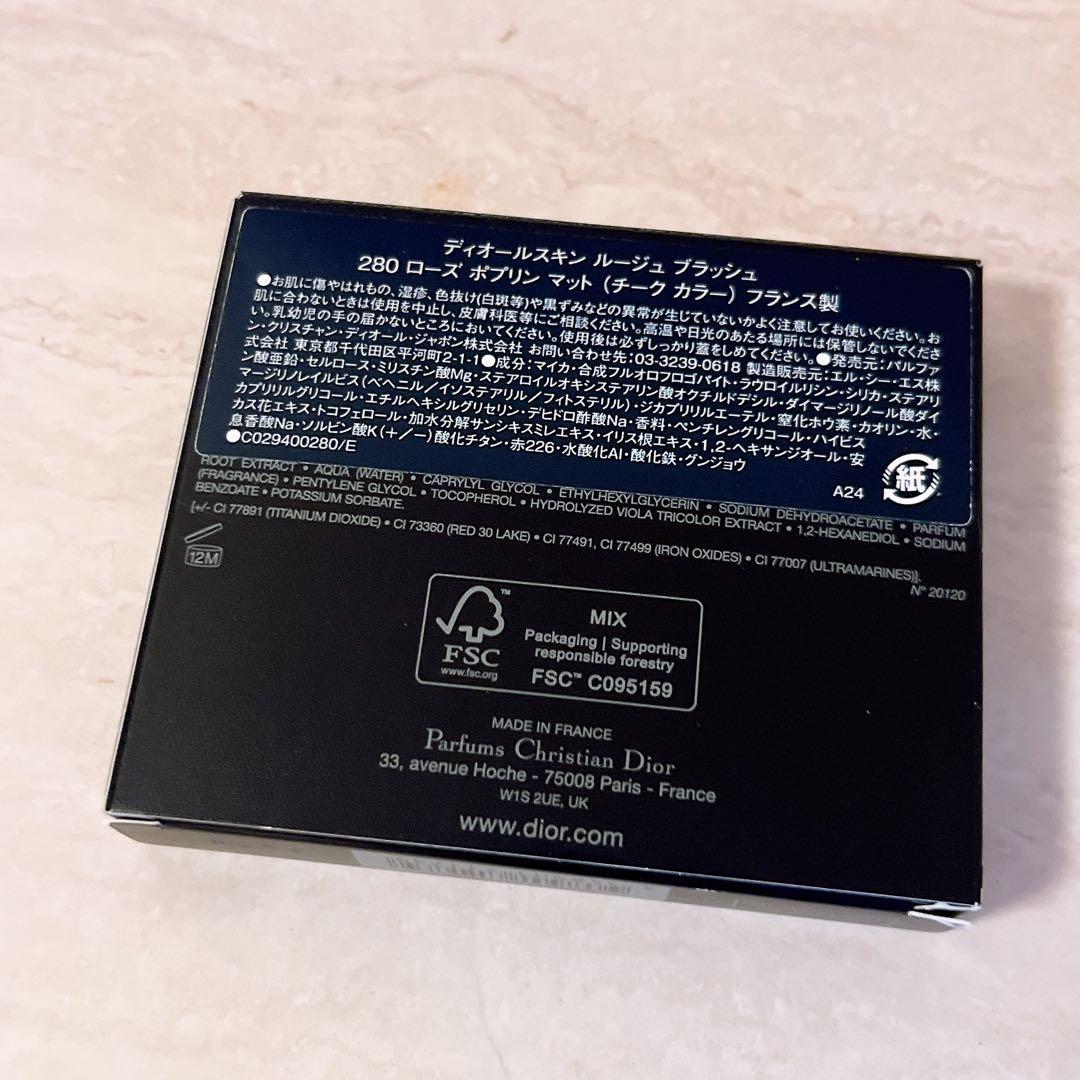 ディオールスキン ルージュ ブラッシュ
280 ローズ ポプリン マット（チーク カラー）フランス製
●お肌に傷やはれもの、湿疹、色抜け(白斑等)や黒ずみなどの異常が生じていないかよく注意してお使いください。お
肌に合わないときは使用を中止し、皮膚科医等にご相談ください。高温や日光のあたる場所には保管しないでくださ
い。乳幼児の手の届かないところにおいてください。使用後は必ずしっかり蓋をしめてください。●発売元：パルファ
ン・クリスチャン・ディオール・ジャポン株式会社 お問い合わせ先：03-3239-0618 製造販売元：エル・シー・エス株
式会社 東京都千代田区平河町2-1-1●成分：マイカ・合成フルオロフロゴパイト・ラウロイルリシン・シリカ・ステアリ
ン酸亜鉛・セルロース・ミリスチン酸Mg・ステアロイルオキシステアリン酸オクチルドデシル・ダイマージリノール酸ダイ
マージリノレイルビス(ベヘニル／イソステアリル／フィトステリル)・ジカプリリルエーテル・窒化ホウ素・カオリン・水・
カプリリルグリコール・エチルヘキシルグリセリン・デヒドロ酢酸Na・香料・ペンチレングリコール・ハイビス
カス花エキス・トコフェロール・加水分解サンシキスミレエキス・イリス根エキス・1,2-ヘキサンジオール・安
息香酸Na・ソルビン酸K(＋/－)酸化チタン・赤226・水酸化Al・酸化鉄・グンジョウ
●C029400280/E
A24
紙
ROOT EXTRACT • AQUA (WATER) • CAPRYLYL GLYCOL • ETHYLHEXYLGLYCERIN • SODIUM DEHYDROACETATE • PARFUM
(FRAGRANCE) • PENTYLENE GLYCOL • TOCOPHEROL • HYDROLYZED VIOLA TRICOLOR EXTRACT • 1,2-HEXANEDIOL • SODIUM
BENZOATE • POTASSIUM SORBATE.
[+/- CI 77891 (TITANIUM DIOXIDE) • CI 73360 (RED 30 LAKE) • CI 77491, CI 77499 (IRON OXIDES) • CI 77007 (ULTRAMARINES)].
N° 20120
12M
FSC
www.fsc.org
MIX
Packaging | Supporting
responsible forestry
FSC™ C095159
MADE IN FRANCE
Parfums Christian Dior
33, avenue Hoche - 75008 Paris - France
W1S 2UE, UK
www.dior.com